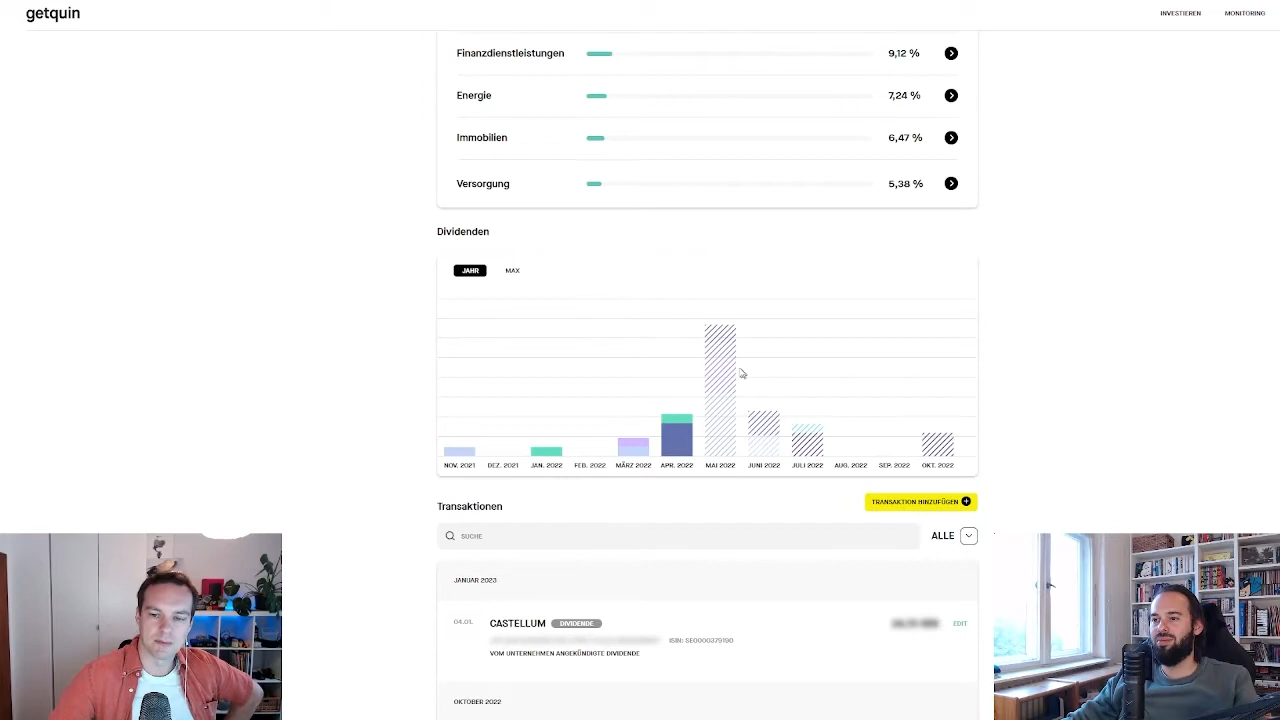 getquin
INVESTIEREN MONITORING
Finanzdienstleistungen 9,12 %
Energie 7,24 %
Immobilien 6,47 %
Versorgung 5,38 %
Dividenden
JAHR MAX
NOV. 2021 DEZ. 2021 JAN. 2022 FEB. 2022 MÄRZ 2022 APR. 2022 MAI 2022 JUNI 2022 JULI 2022 AUG. 2022 SEP. 2022 OKT. 2022
Transaktionen TRANSAKTION HINZUFÜGEN
SUCHE ALLE
JANUAR 2023
04.01. CASTELLUM DIVIDENDE EDIT
ISIN: SE0000379190
VOM UNTERNEHMEN ANGEKÜNDIGTE DIVIDENDE
OKTOBER 2022